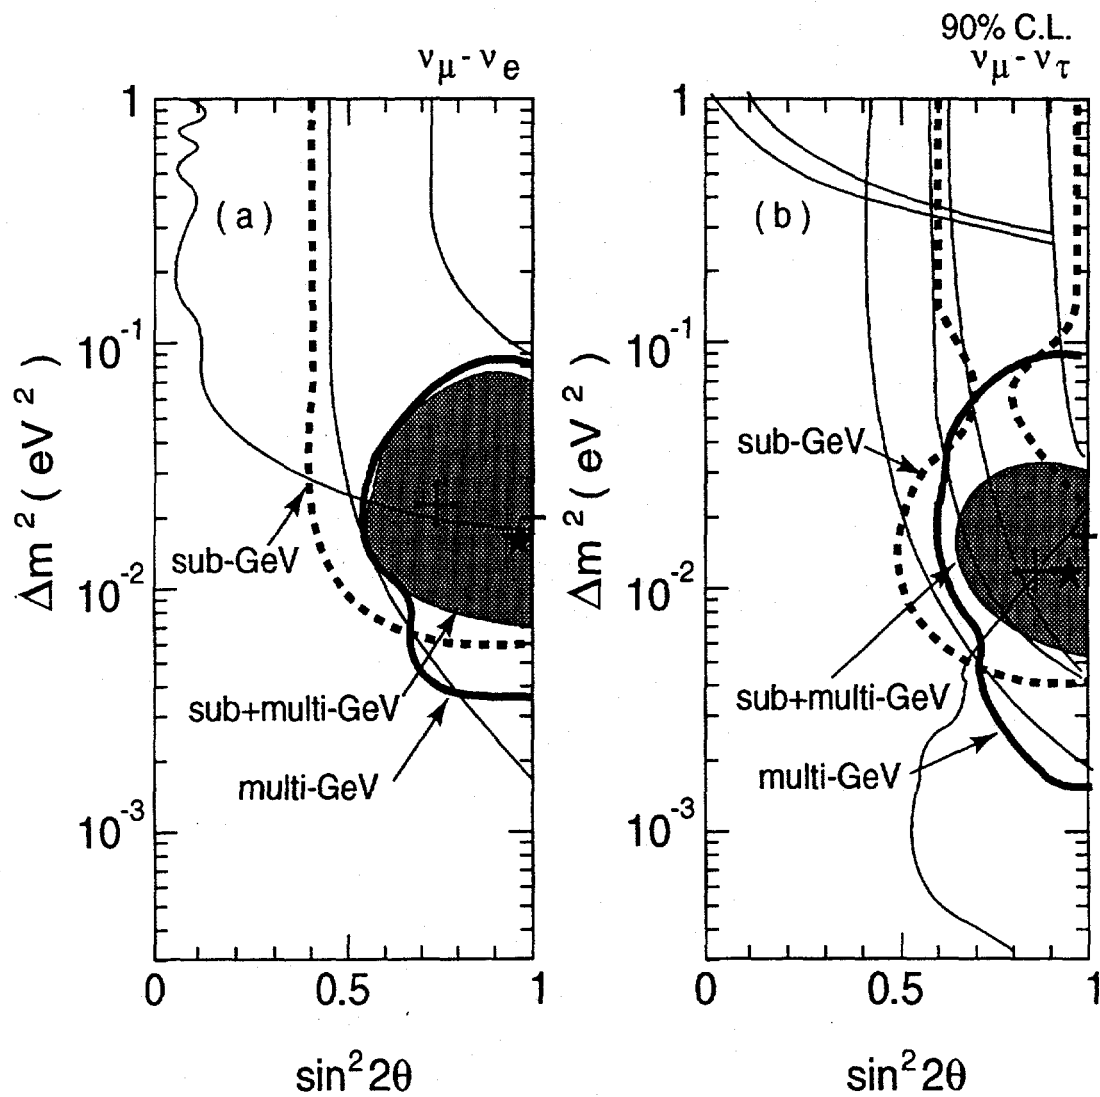 90% C.L.
νμ - νe
νμ - ντ
1
(a)
10⁻¹
sub-GeV
10⁻²
sub+multi-GeV
multi-GeV
10⁻³
Δm² ( eV² )
0 0.5 1
sin²2θ
1
(b)
10⁻¹
sub-GeV
10⁻²
sub+multi-GeV
multi-GeV
10⁻³
Δm² ( eV² )
0 0.5 1
sin²2θ